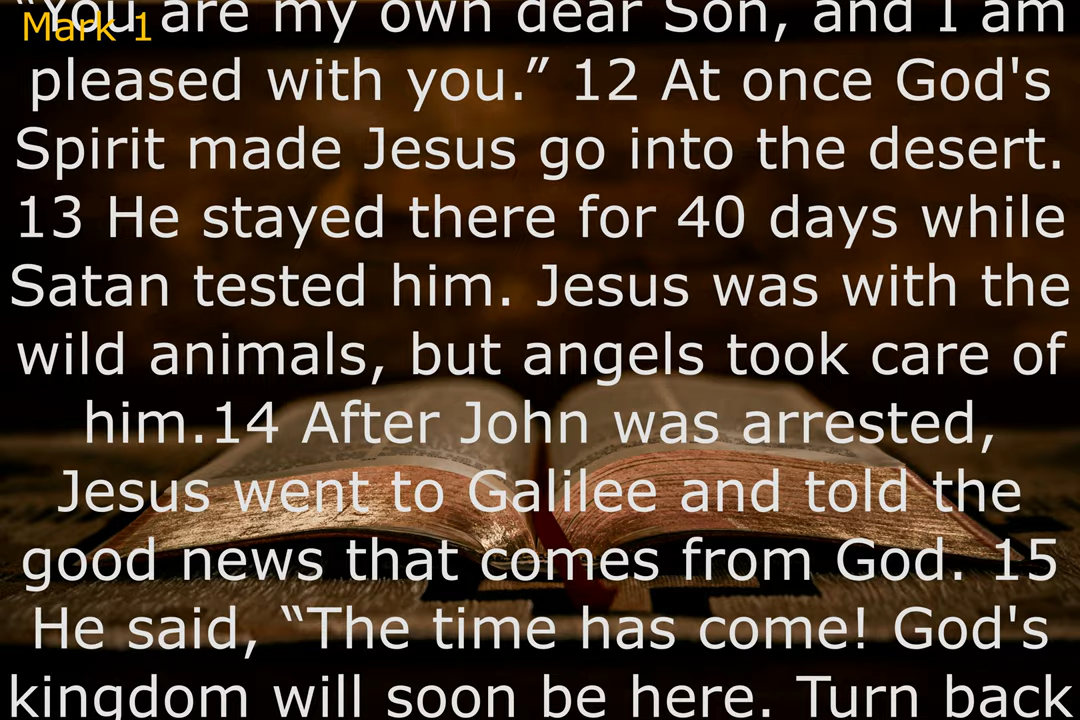 “You are my own dear Son, and I am
Mark 1
pleased with you.” 12 At once God's
Spirit made Jesus go into the desert.
13 He stayed there for 40 days while
Satan tested him. Jesus was with the
wild animals, but angels took care of
him.14 After John was arrested,
Jesus went to Galilee and told the
good news that comes from God. 15
He said, “The time has come! God's
kingdom will soon be here. Turn back